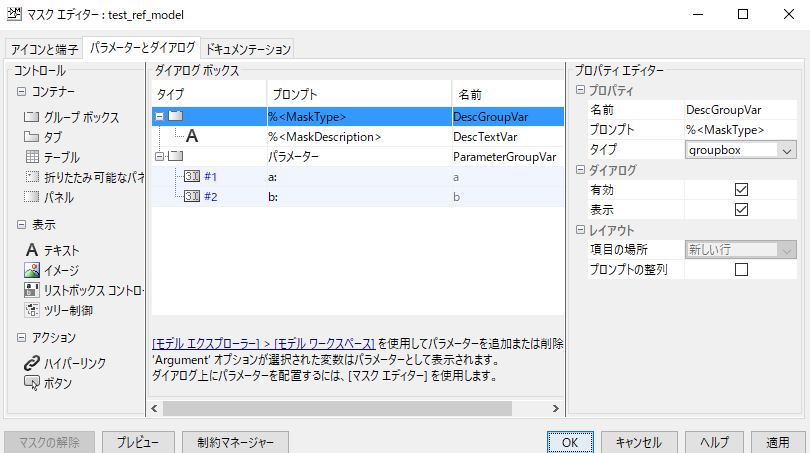 マスク エディター : test_ref_model
アイコンと端子
パラメーターとダイアログ
ドキュメンテーション
コントロール
コンテナー
グループ ボックス
タブ
テーブル
折りたたみ可能なパネ
パネル
表示
テキスト
イメージ
リストボックス コントロー
ツリー制御
アクション
ハイパーリンク
ボタン
ダイアログ ボックス
タイプ プロンプト 名前
%<MaskType> DescGroupVar
A %<MaskDescription> DescTextVar
パラメーター ParameterGroupVar
#1 a: a
#2 b: b
[モデル エクスプローラー] > [モデル ワークスペース] を使用してパラメーターを追加または削除
'Argument' オプションが選択された変数はパラメーターとして表示されます。
ダイアログ上にパラメーターを配置するには、[マスク エディター] を使用します。
プロパティ エディター
プロパティ
名前 DescGroupVar
プロンプト %<MaskType>
タイプ groupbox
ダイアログ
有効
表示
レイアウト
項目の場所 新しい行
プロンプトの整列
マスクの解除
プレビュー
制約マネージャー
OK
キャンセル
ヘルプ
適用